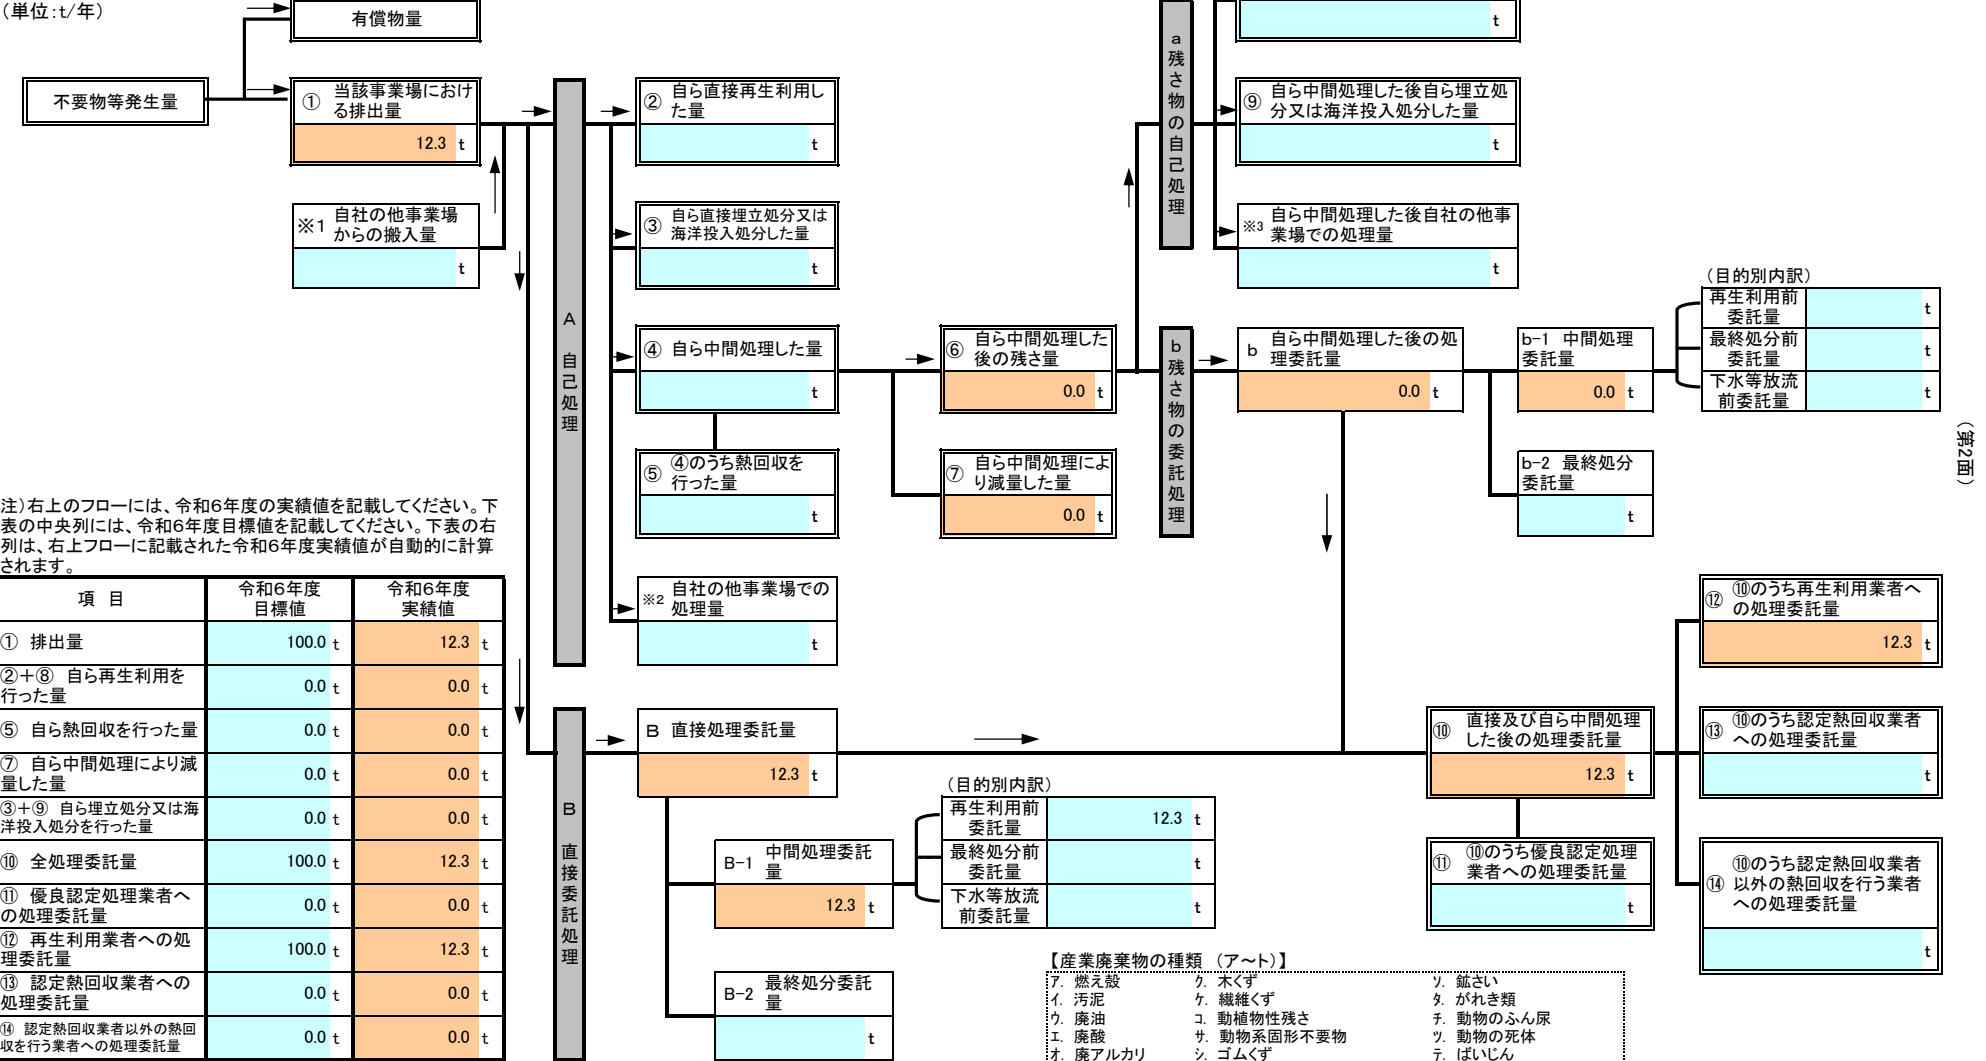 (単位:t/年)
有償物量
不要物等発生量
① 当該事業場におけ
る排出量
12.3 t
※1 自社の他事業場
からの搬入量
t
A 自己処理
② 自ら直接再生利用し
た量
t
③ 自ら直接埋立処分又は
海洋投入処分した量
t
④ 自ら中間処理した量
t
⑤ ④のうち熱回収を
行った量
t
※2 自社の他事業場での
処理量
t
⑥ 自ら中間処理した
後の残さ量
0.0 t
⑦ 自ら中間処理によ
り減量した量
0.0 t
a残さ物の自己処理
t
⑨ 自ら中間処理した後自ら埋立処
分又は海洋投入処分した量
t
※3 自ら中間処理した後自社の他事
業場での処理量
t
b残さ物の委託処理
b 自ら中間処理した後の処
理委託量
0.0 t
b-1 中間処理
委託量
0.0 t
b-2 最終処分
委託量
t
(目的別内訳)
再生利用前
委託量
t
最終処分前
委託量
t
下水等放流
前委託量
t
(第2面)
注)右上のフローには、令和6年度の実績値を記載してください。下
表の中央列には、令和6年度目標値を記載してください。下表の右
列は、右上フローに記載された令和6年度実績値が自動的に計算
されます。
項 目 令和6年度
目標値 令和6年度
実績値
① 排出量 100.0 t 12.3 t
②+⑧ 自ら再生利用を
行った量 0.0 t 0.0 t
⑤ 自ら熱回収を行った量 0.0 t 0.0 t
⑦ 自ら中間処理により減
量した量 0.0 t 0.0 t
③+⑨ 自ら埋立処分又は海
洋投入処分を行った量 0.0 t 0.0 t
⑩ 全処理委託量 100.0 t 12.3 t
⑪ 優良認定処理業者へ
の処理委託量 0.0 t 0.0 t
⑫ 再生利用業者への処
理委託量 100.0 t 12.3 t
⑬ 認定熱回収業者への
処理委託量 0.0 t 0.0 t
⑭ 認定熱回収業者以外の熱回
収を行う業者への処理委託量 0.0 t 0.0 t
B 直接委託処理
B 直接処理委託量
12.3 t
B-1 中間処理委託
量
12.3 t
B-2 最終処分委託
量
t
(目的別内訳)
再生利用前
委託量
12.3 t
最終処分前
委託量
t
下水等放流
前委託量
t
⑩ 直接及び自ら中間処理
した後の処理委託量
12.3 t
⑪ ⑩のうち優良認定処理
業者への処理委託量
t
⑫ ⑩のうち再生利用業者へ
の処理委託量
12.3 t
⑬ ⑩のうち認定熱回収業者
への処理委託量
t
⑭ ⑩のうち認定熱回収業者
以外の熱回収を行う業者
への処理委託量
t
【産業廃棄物の種類 (ア~ト)】
ア. 燃え殻 ク. 木くず ソ. 鉱さい
イ. 汚泥 ケ. 繊維くず タ. がれき類
ウ. 廃油 コ. 動植物性残さ チ. 動物のふん尿
エ. 廃酸 サ. 動物系固形不要物 ツ. 動物の死体
オ. 廃アルカリ シ. ゴムくず テ. ばいじん